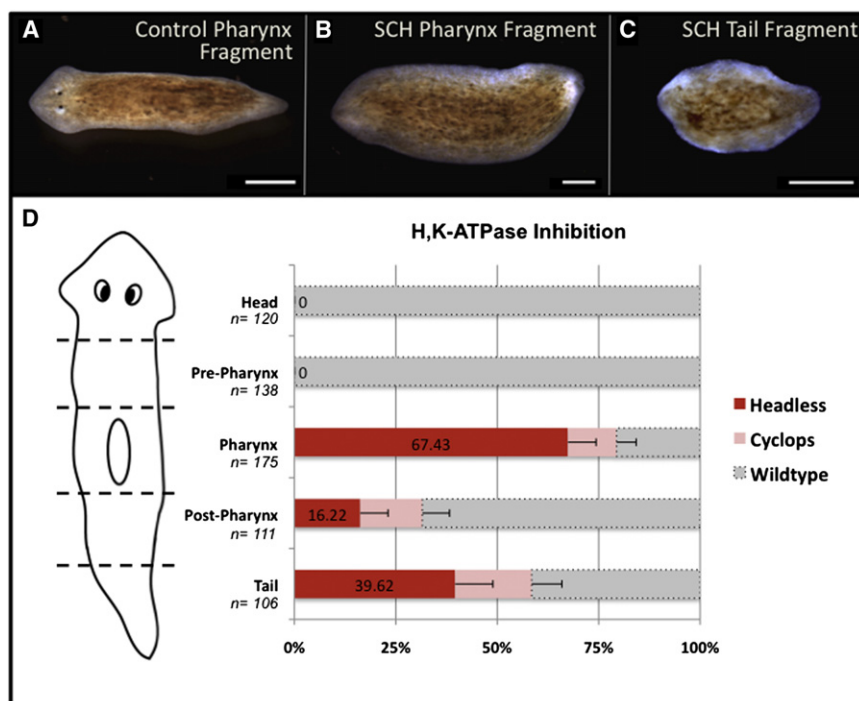 A
Control Pharynx
Fragment
B
SCH Pharynx Fragment
C
SCH Tail Fragment
D
H,K-ATPase Inhibition
Head
n= 120
0
Pre-Pharynx
n= 138
0
Pharynx
n= 175
67.43
Post-Pharynx
n= 111
16.22
Tail
n= 106
39.62
Headless
Cyclops
Wildtype
0% 25% 50% 75% 100%